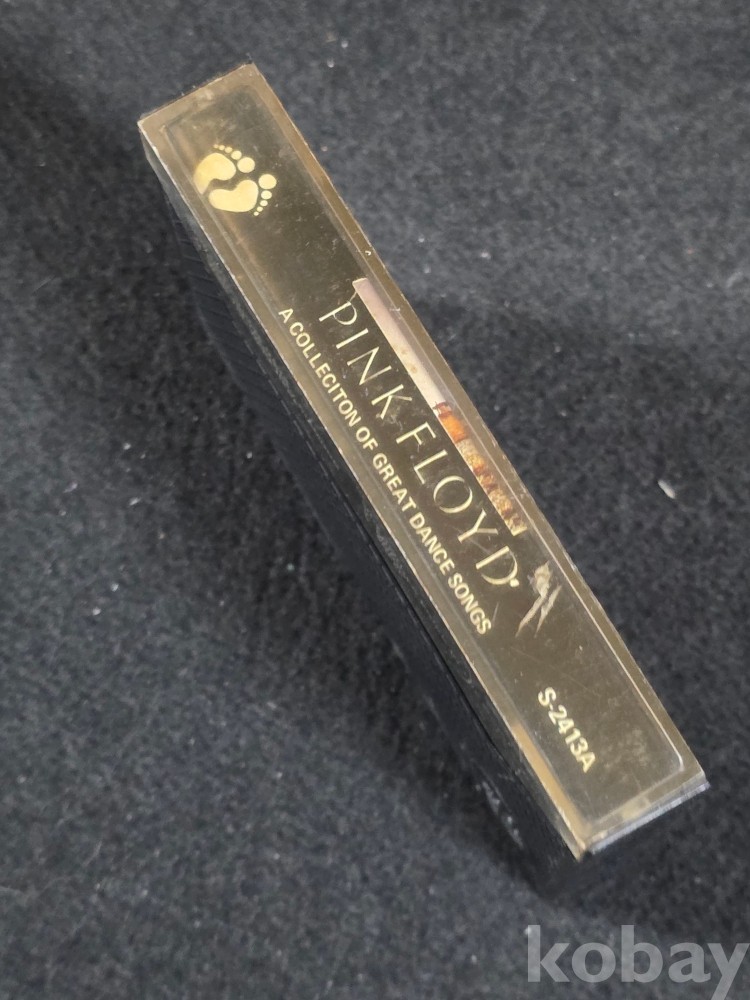 PINK FLOYD
A COLLECITON OF GREAT DANCE SONGS
S-2413A
kobay